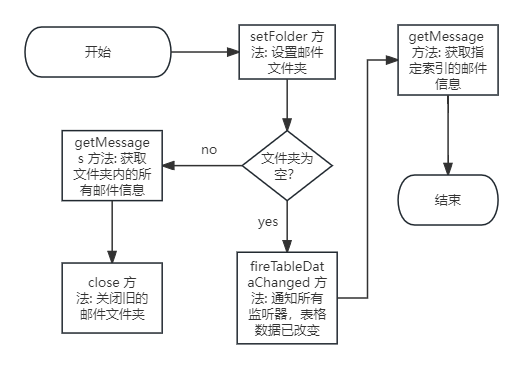 开始
setFolder 方
法: 设置邮件
文件夹
getMessage
方法: 获取指
定索引的邮件
信息
文件夹为
空?
no
getMessage
s 方法: 获取
文件夹内的所
有邮件信息
结束
yes
close 方
法: 关闭旧的
邮件文件夹
fireTableDat
aChanged 方
法: 通知所有
监听器，表格
数据已改变